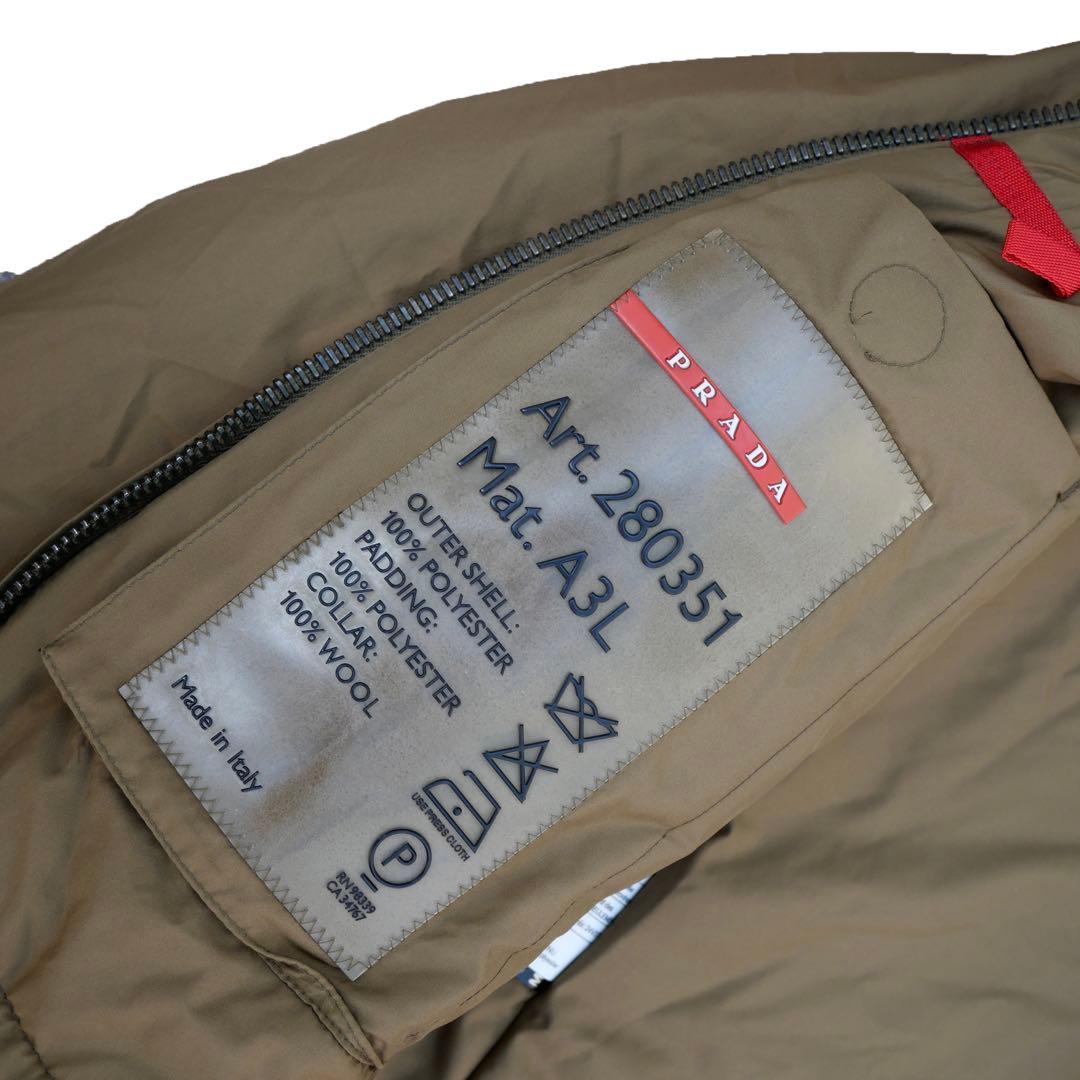 PRADA
Art. 280351
Mat. A3L
OUTER SHELL:
100% POLYESTER
PADDING:
100% POLYESTER
COLLAR:
100% WOOL
Made in Italy
USE PRESS CLOTH
P
RN 98339
CA 34767